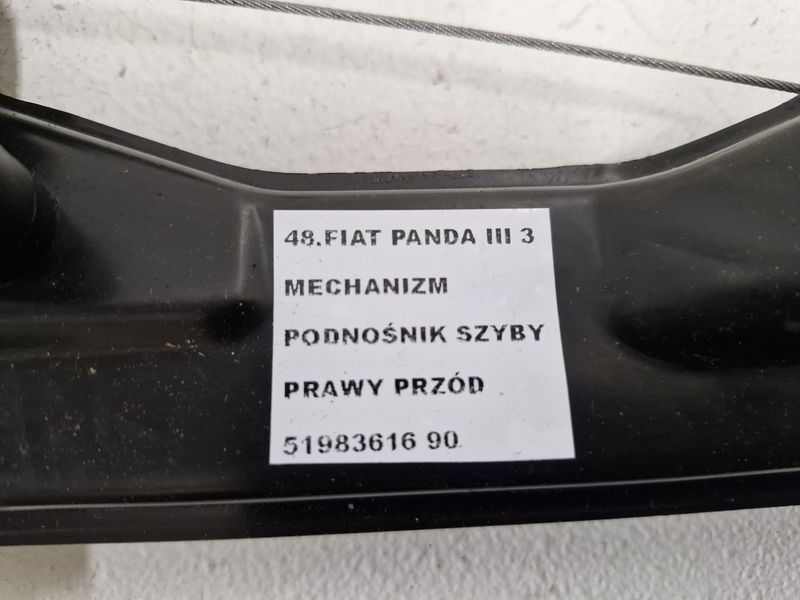 48.FIAT PANDA III 3
MECHANIZM
PODNOŚNIK SZYBY
PRAWY PRZÓD
51983616 90